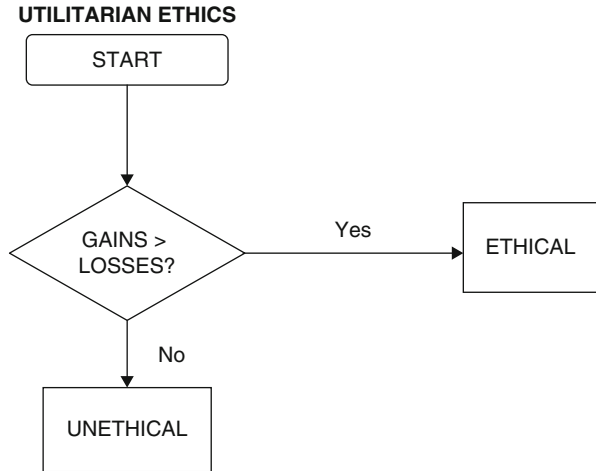 UTILITARIAN ETHICS
START
GAINS >
LOSSES?
Yes
ETHICAL
No
UNETHICAL